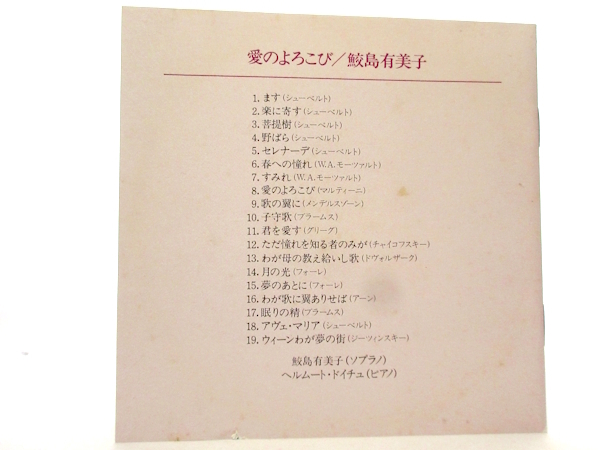 愛のよろこび/鮫島有美子
1.ます(シューベルト)
2.楽に寄す(シューベルト)
3.菩提樹(シューベルト)
4.野ばら(シューベルト)
5.セレナーデ(シューベルト)
6.春への憧れ(W.A.モーツァルト)
7.すみれ(W.A.モーツァルト)
8.愛のよろこび(マルティーニ)
9.歌の翼に(メンデルスゾーン)
10.子守歌(ブラームス)
11.君を愛す(グリーグ)
12.ただ憧れを知る者のみが(チャイコフスキー)
13.わが母の教え給いし歌(ドヴォルザーク)
14.月の光(フォーレ)
15.夢のあとに(フォーレ)
16.わが歌に翼ありせば(アーン)
17.眠りの精(ブラームス)
18.アヴェ・マリア(シューベルト)
19.ウィーンわが夢の街(ジーツィンスキー)
鮫島有美子(ソプラノ)
ヘルムート・ドイチュ(ピアノ)